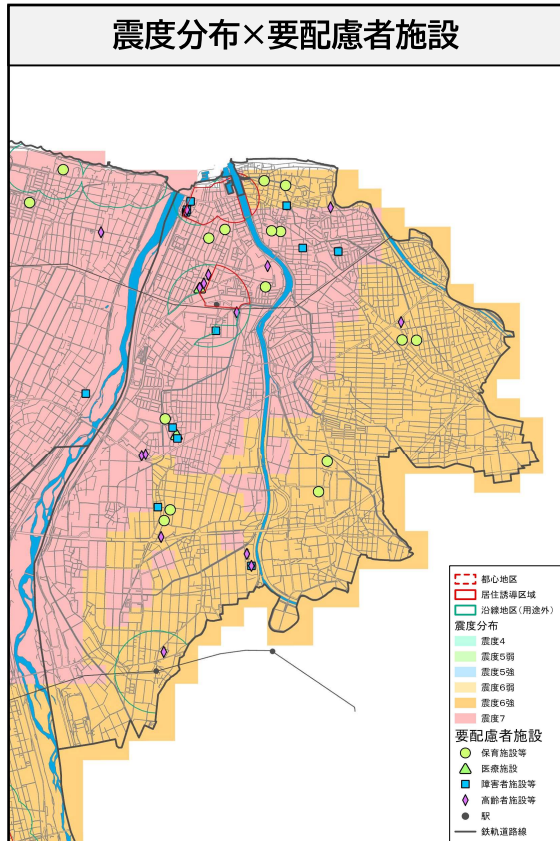 震度分布×要配慮者施設
都心地区
居住誘導区域
沿線地区(用途外)
震度分布
震度4
震度5弱
震度5強
震度6弱
震度6強
震度7
要配慮者施設
保育施設等
医療施設
障害者施設等
高齢者施設等
駅
鉄軌道路線